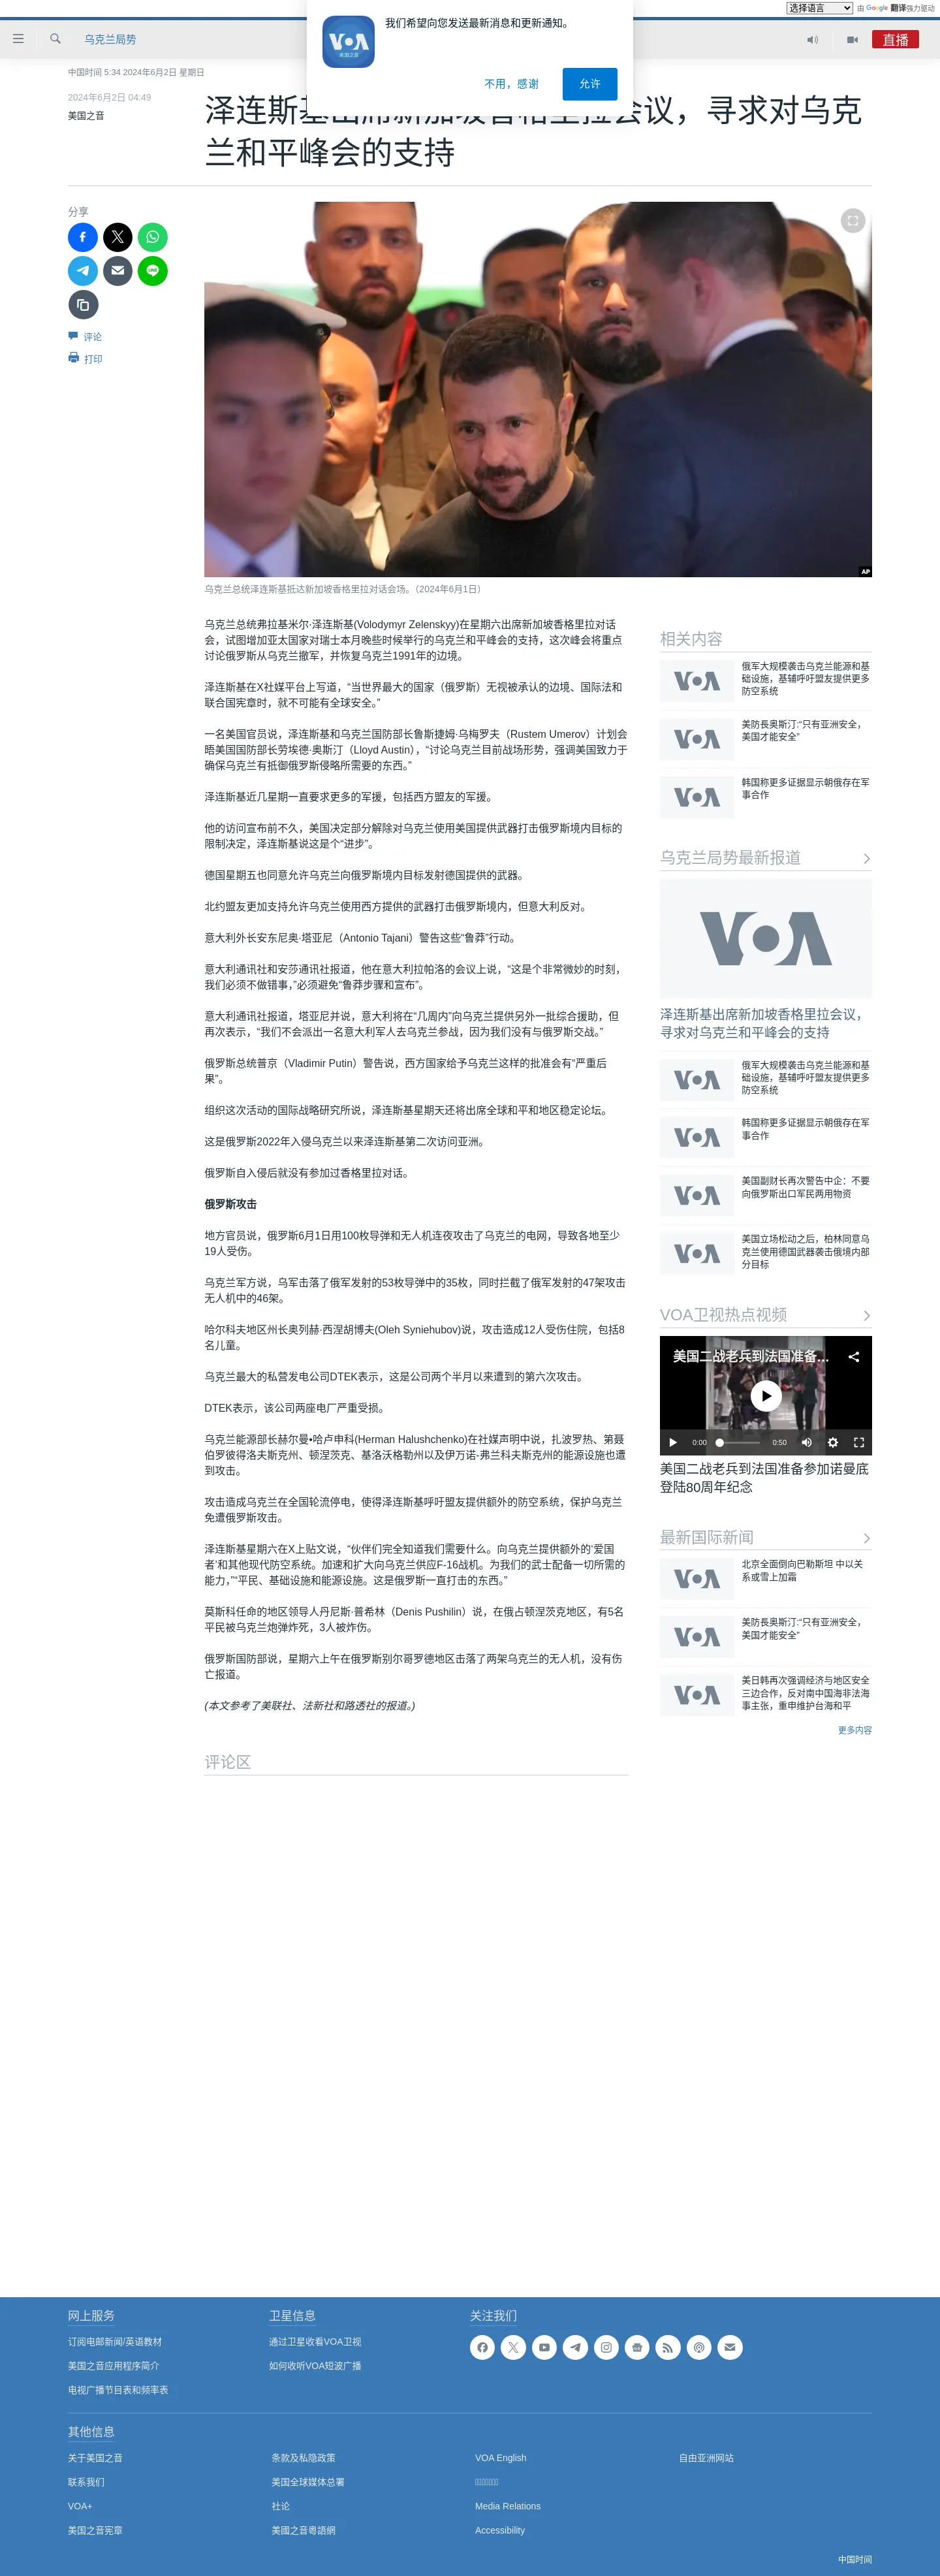 选择语言 由 Google 翻译强力驱动
我们希望向您发送最新消息和更新通知。
VOA
不用，感谢
允许
乌克兰局势
直播
中国时间 5:34 2024年6月2日 星期日
2024年6月2日 04:49
美国之音
泽连斯基出席新加坡香格里拉会议，寻求对乌克
兰和平峰会的支持
分享
评论
打印
AP
乌克兰总统泽连斯基抵达新加坡香格里拉对话会场。（2024年6月1日）
乌克兰总统弗拉基米尔·泽连斯基(Volodymyr Zelenskyy)在星期六出席新加坡香格里拉对话
会，试图增加亚太国家对瑞士本月晚些时候举行的乌克兰和平峰会的支持，这次峰会将重点
讨论俄罗斯从乌克兰撤军，并恢复乌克兰1991年的边境。
泽连斯基在X社媒平台上写道，“当世界最大的国家（俄罗斯）无视被承认的边境、国际法和
联合国宪章时，就不可能有全球安全。”
一名美国官员说，泽连斯基和乌克兰国防部长鲁斯捷姆·乌梅罗夫（Rustem Umerov）计划会
晤美国国防部长劳埃德·奥斯汀（Lloyd Austin），“讨论乌克兰目前战场形势，强调美国致力于
确保乌克兰有抵御俄罗斯侵略所需要的东西。”
泽连斯基近几星期一直要求更多的军援，包括西方盟友的军援。
他的访问宣布前不久，美国决定部分解除对乌克兰使用美国提供武器打击俄罗斯境内目标的
限制决定，泽连斯基说这是个“进步”。
德国星期五也同意允许乌克兰向俄罗斯境内目标发射德国提供的武器。
北约盟友更加支持允许乌克兰使用西方提供的武器打击俄罗斯境内，但意大利反对。
意大利外长安东尼奥·塔亚尼（Antonio Tajani）警告这些“鲁莽”行动。
意大利通讯社和安莎通讯社报道，他在意大利拉帕洛的会议上说，“这是个非常微妙的时刻，
我们必须不做错事，”必须避免“鲁莽步骤和宣布”。
意大利通讯社报道，塔亚尼并说，意大利将在“几周内”向乌克兰提供另外一批综合援助，但
再次表示，“我们不会派出一名意大利军人去乌克兰参战，因为我们没有与俄罗斯交战。”
俄罗斯总统普京（Vladimir Putin）警告说，西方国家给予乌克兰这样的批准会有“严重后
果”。
组织这次活动的国际战略研究所说，泽连斯基星期天还将出席全球和平和地区稳定论坛。
这是俄罗斯2022年入侵乌克兰以来泽连斯基第二次访问亚洲。
俄罗斯自入侵后就没有参加过香格里拉对话。
俄罗斯攻击
地方官员说，俄罗斯6月1日用100枚导弹和无人机连夜攻击了乌克兰的电网，导致各地至少
19人受伤。
乌克兰军方说，乌军击落了俄军发射的53枚导弹中的35枚，同时拦截了俄军发射的47架攻击
无人机中的46架。
哈尔科夫地区州长奥列赫·西涅胡博夫(Oleh Syniehubov)说，攻击造成12人受伤住院，包括8
名儿童。
乌克兰最大的私营发电公司DTEK表示，这是公司两个半月以来遭到的第六次攻击。
DTEK表示，该公司两座电厂严重受损。
乌克兰能源部长赫尔曼•哈卢申科(Herman Halushchenko)在社媒声明中说，扎波罗热、第聂
伯罗彼得洛夫斯克州、顿涅茨克、基洛沃格勒州以及伊万诺-弗兰科夫斯克州的能源设施也遭
到攻击。
攻击造成乌克兰在全国轮流停电，使得泽连斯基呼吁盟友提供额外的防空系统，保护乌克兰
免遭俄罗斯攻击。
泽连斯基星期六在X上贴文说，“伙伴们完全知道我们需要什么。向乌克兰提供额外的‘爱国
者’和其他现代防空系统。加速和扩大向乌克兰供应F-16战机。为我们的武士配备一切所需的
能力，”“平民、基础设施和能源设施。这是俄罗斯一直打击的东西。”
莫斯科任命的地区领导人丹尼斯·普希林（Denis Pushilin）说，在俄占顿涅茨克地区，有5名
平民被乌克兰炮弹炸死，3人被炸伤。
俄罗斯国防部说，星期六上午在俄罗斯别尔哥罗德地区击落了两架乌克兰的无人机，没有伤
亡报道。
(本文参考了美联社、法新社和路透社的报道。)
评论区
相关内容
VOA
俄军大规模袭击乌克兰能源和基
础设施，基辅呼吁盟友提供更多
防空系统
VOA
美防長奥斯汀:“只有亚洲安全，
美国才能安全”
VOA
韩国称更多证据显示朝俄存在军
事合作
乌克兰局势最新报道
VOA
泽连斯基出席新加坡香格里拉会议，
寻求对乌克兰和平峰会的支持
VOA
俄军大规模袭击乌克兰能源和基
础设施，基辅呼吁盟友提供更多
防空系统
VOA
韩国称更多证据显示朝俄存在军
事合作
VOA
美国副财长再次警告中企：不要
向俄罗斯出口军民两用物资
VOA
美国立场松动之后，柏林同意乌
克兰使用德国武器袭击俄境内部
分目标
VOA卫视热点视频
美国二战老兵到法国准备...
0:00
0:50
美国二战老兵到法国准备参加诺曼底
登陆80周年纪念
最新国际新闻
VOA
北京全面倒向巴勒斯坦 中以关
系或雪上加霜
VOA
美防長奥斯汀:“只有亚洲安全，
美国才能安全”
VOA
美日韩再次强调经济与地区安全
三边合作，反对南中国海非法海
事主张，重申维护台海和平
更多内容
网上服务
订阅电邮新闻/英语教材
美国之音应用程序简介
电视广播节目表和频率表
卫星信息
通过卫星收看VOA卫视
如何收听VOA短波广播
关注我们
其他信息
关于美国之音
联系我们
VOA+
美国之音宪章
条款及私隐政策
美国全球媒体总署
社论
美國之音粵語網
VOA English
Media Relations
Accessibility
自由亚洲网站
中国时间